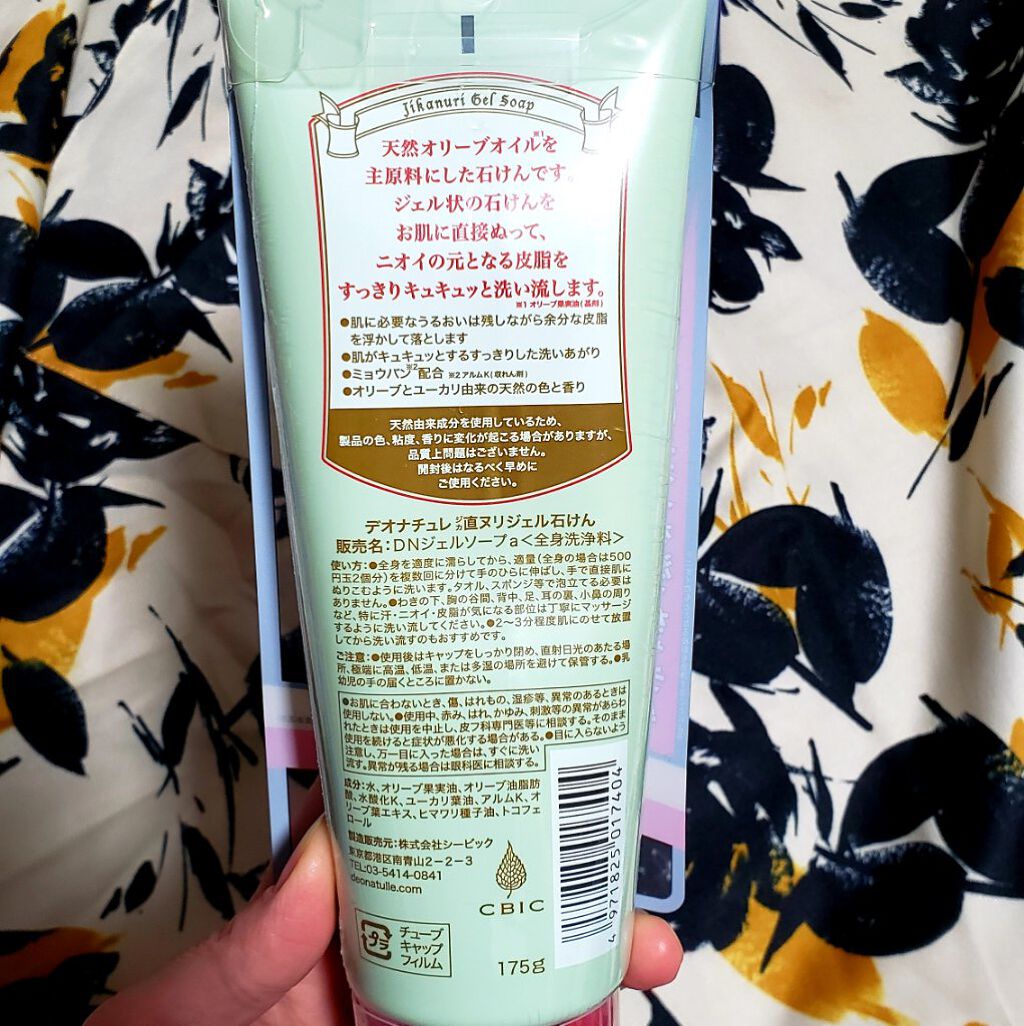 Jikanuri Gel Soap
天然オリーブオイル※1を
主原料にした石けんです。
ジェル状の石けんを
お肌に直接ぬって、
ニオイの元となる皮脂を
すっきりキュキュッと洗い流します。
※1 オリーブ果実油(基剤)
●肌に必要なうるおいは残しながら余分な皮脂
を浮かして落とします
●肌がキュキュッとするすっきりした洗いあがり
●ミョウバン※2配合 ※2 アルムK(収れん剤)
●オリーブとユーカリ由来の天然の色と香り
天然由来成分を使用しているため、
製品の色、粘度、香りに変化が起こる場合がありますが、
品質上問題はございません。
開封後はなるべく早めに
ご使用ください。
デオナチュレ 直ヌリジェル石けん
ジカ
販売名:DNジェルソープa<全身洗浄料>
使い方:●全身を適度に濡らしてから、適量(全身の場合は500
円玉2個分)を複数回に分けて手のひらに伸ばし、手で直接肌に
ぬりこむように洗います。タオル、スポンジ等で泡立てる必要は
ありません。●わきの下、胸の谷間、背中、足、耳の裏、小鼻の周り
など、特に汗・ニオイ・皮脂が気になる部位は丁寧にマッサージ
するように洗い流してください。●2〜3分程度肌にのせて放置
してから洗い流すのもおすすめです。
ご注意:●使用後はキャップをしっかり閉め、直射日光のあたる場
所、極端に高温、低温、または多湿の場所を避けて保管する。●乳
幼児の手の届くところに置かない。
●お肌に合わないとき、傷、はれもの、湿疹等、異常のあるときは
使用しない。●使用中、赤み、はれ、かゆみ、刺激等の異常があらわ
れたときは使用を中止し、皮フ科専門医等に相談する。そのまま
使用を続けると症状が悪化する場合がある。●目に入らないよう
注意し、万一目に入った場合は、すぐに洗い
流す。異常が残る場合は眼科医に相談する。
成分:水、オリーブ果実油、オリーブ油脂肪
酸、水酸化K、ユーカリ葉油、アルムK、オ
リーブ葉エキス、ヒマワリ種子油、トコフェ
ロール
製造販売元:株式会社シービック
東京都港区南青山2-2-3
TEL:03-5414-0841
deonatulle.com
CBIC
プラ
チューブ
キャップ
フィルム
175g
4971825017404